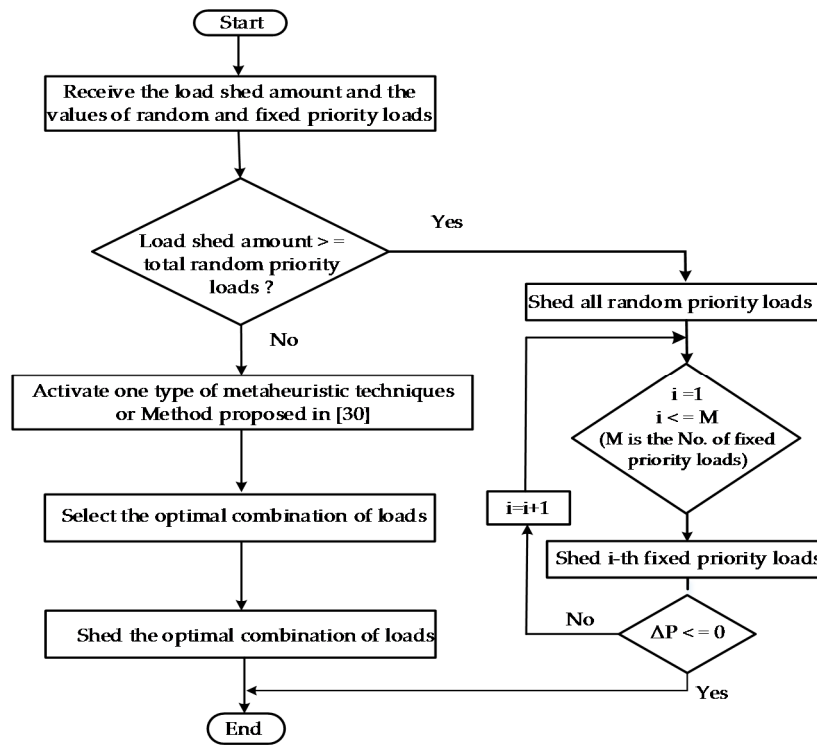 Start
Receive the load shed amount and the
values of random and fixed priority loads
Load shed amount > =
total random priority
loads ?
Yes
No
Shed all random priority loads
Activate one type of metaheuristic techniques
or Method proposed in [30]
i =1
i < = M
(M is the No. of fixed
priority loads)
i=i+1
Select the optimal combination of loads
Shed i-th fixed priority loads
Shed the optimal combination of loads
No
ΔP < = 0
Yes
End